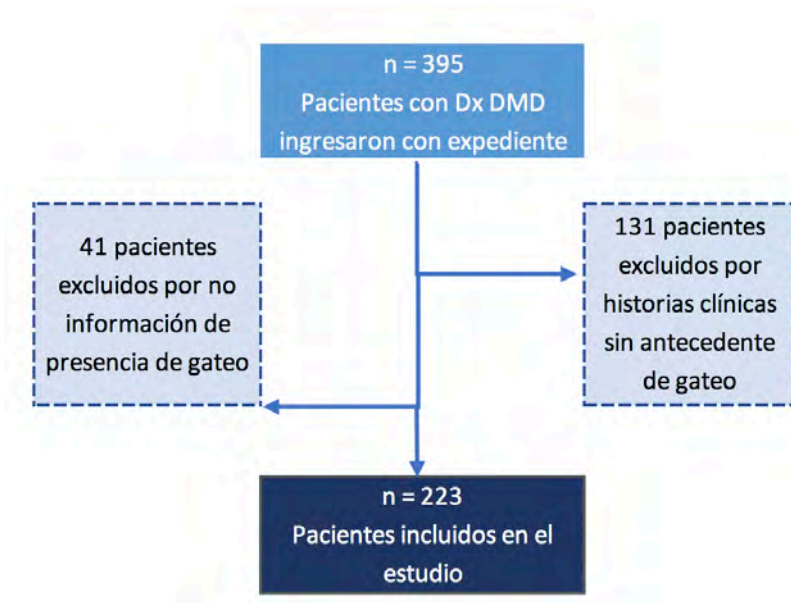 n = 395
Pacientes con Dx DMD
ingresaron con expediente
41 pacientes
excluidos por no
información de
presencia de gateo
131 pacientes
excluidos por
historias clínicas
sin antecedente
de gateo
n = 223
Pacientes incluidos en el
estudio